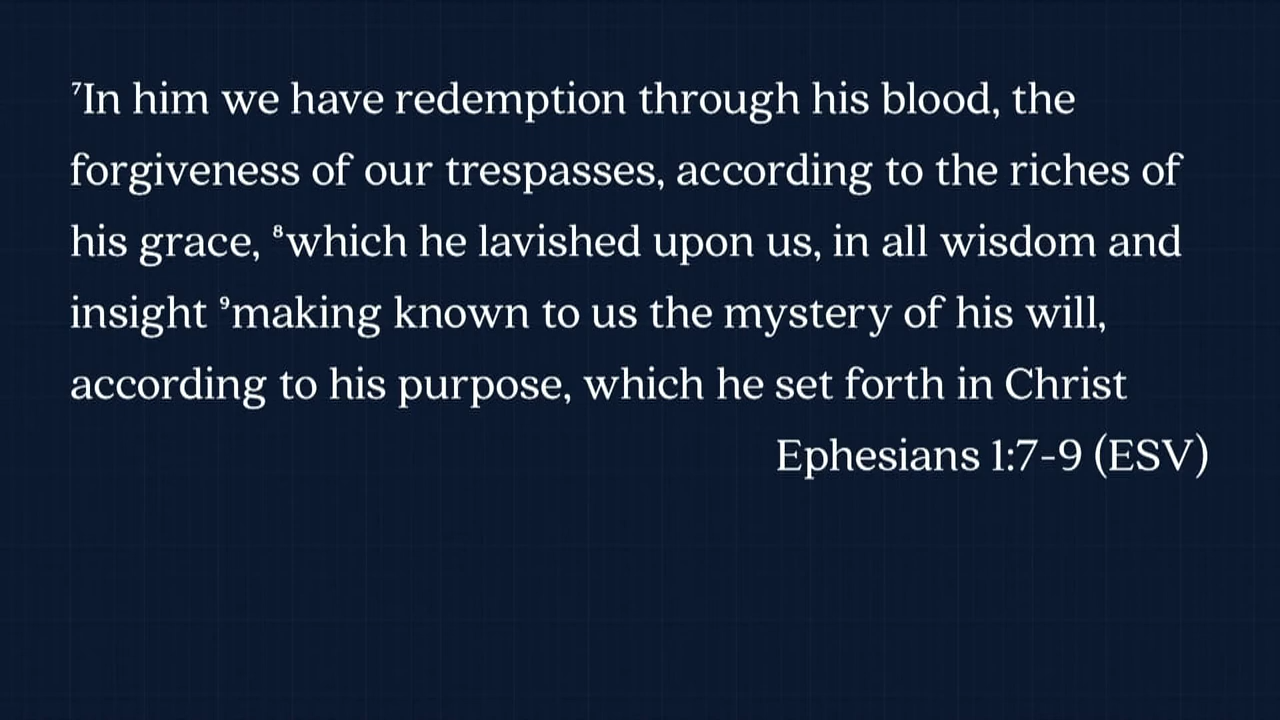 ⁷In him we have redemption through his blood, the
forgiveness of our trespasses, according to the riches of
his grace, ⁸which he lavished upon us, in all wisdom and
insight ⁹making known to us the mystery of his will,
according to his purpose, which he set forth in Christ
Ephesians 1:7-9 (ESV)